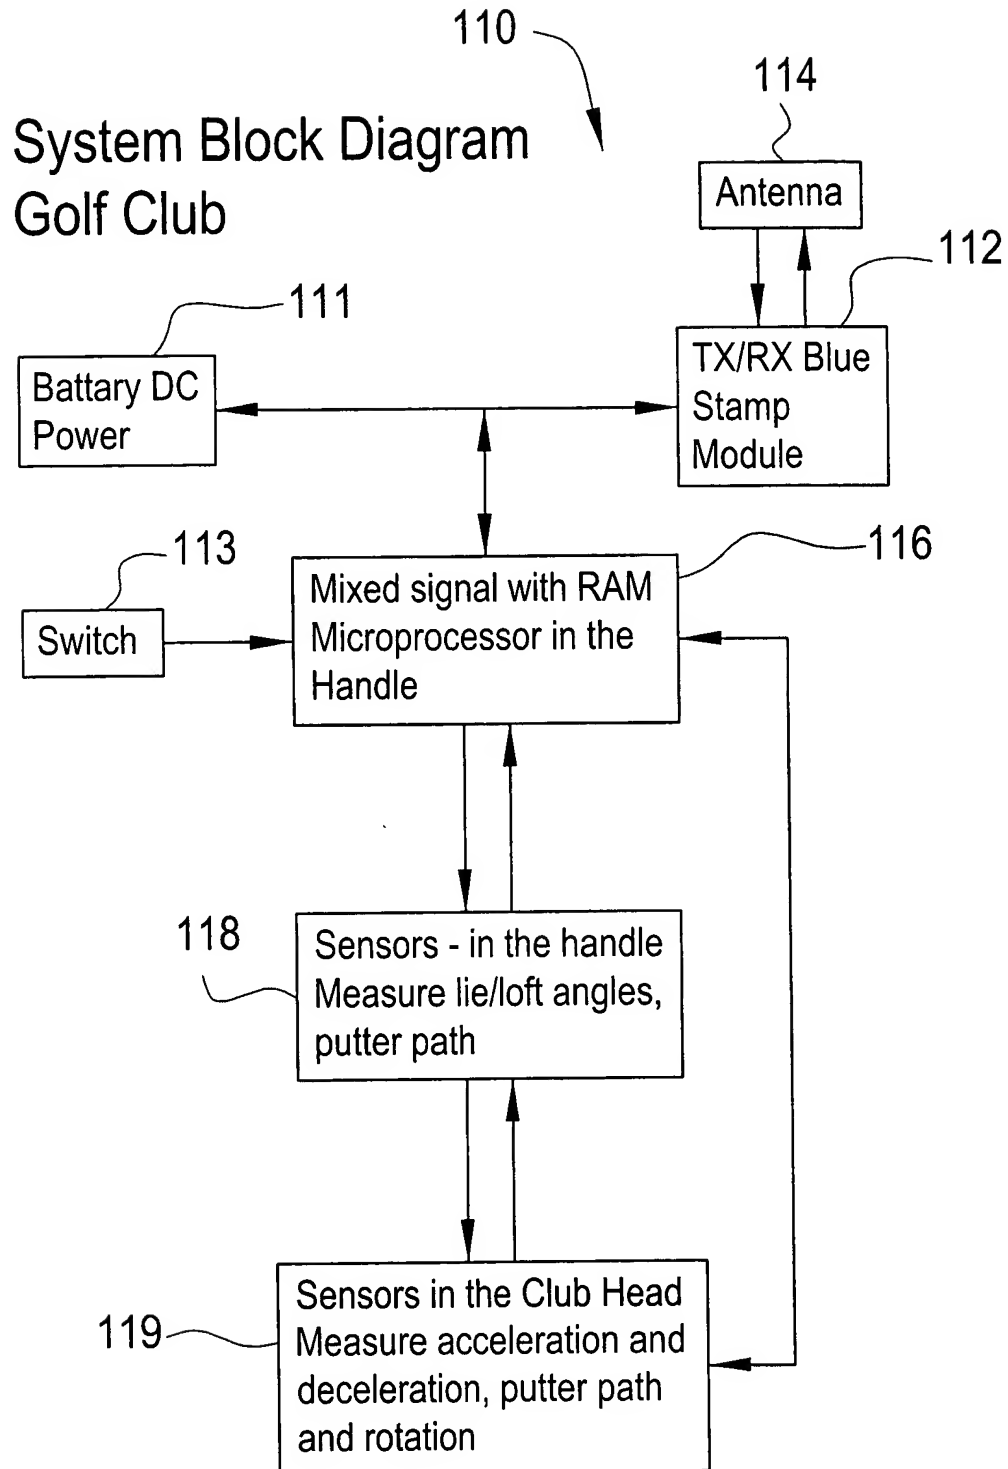 110
114
System Block Diagram
Golf Club
Antenna
112
111
Battary DC
Power
TX/RX Blue
Stamp
Module
113
116
Switch
Mixed signal with RAM
Microprocessor in the
Handle
118
Sensors - in the handle
Measure lie/loft angles,
putter path
119
Sensors in the Club Head
Measure acceleration and
deceleration, putter path
and rotation